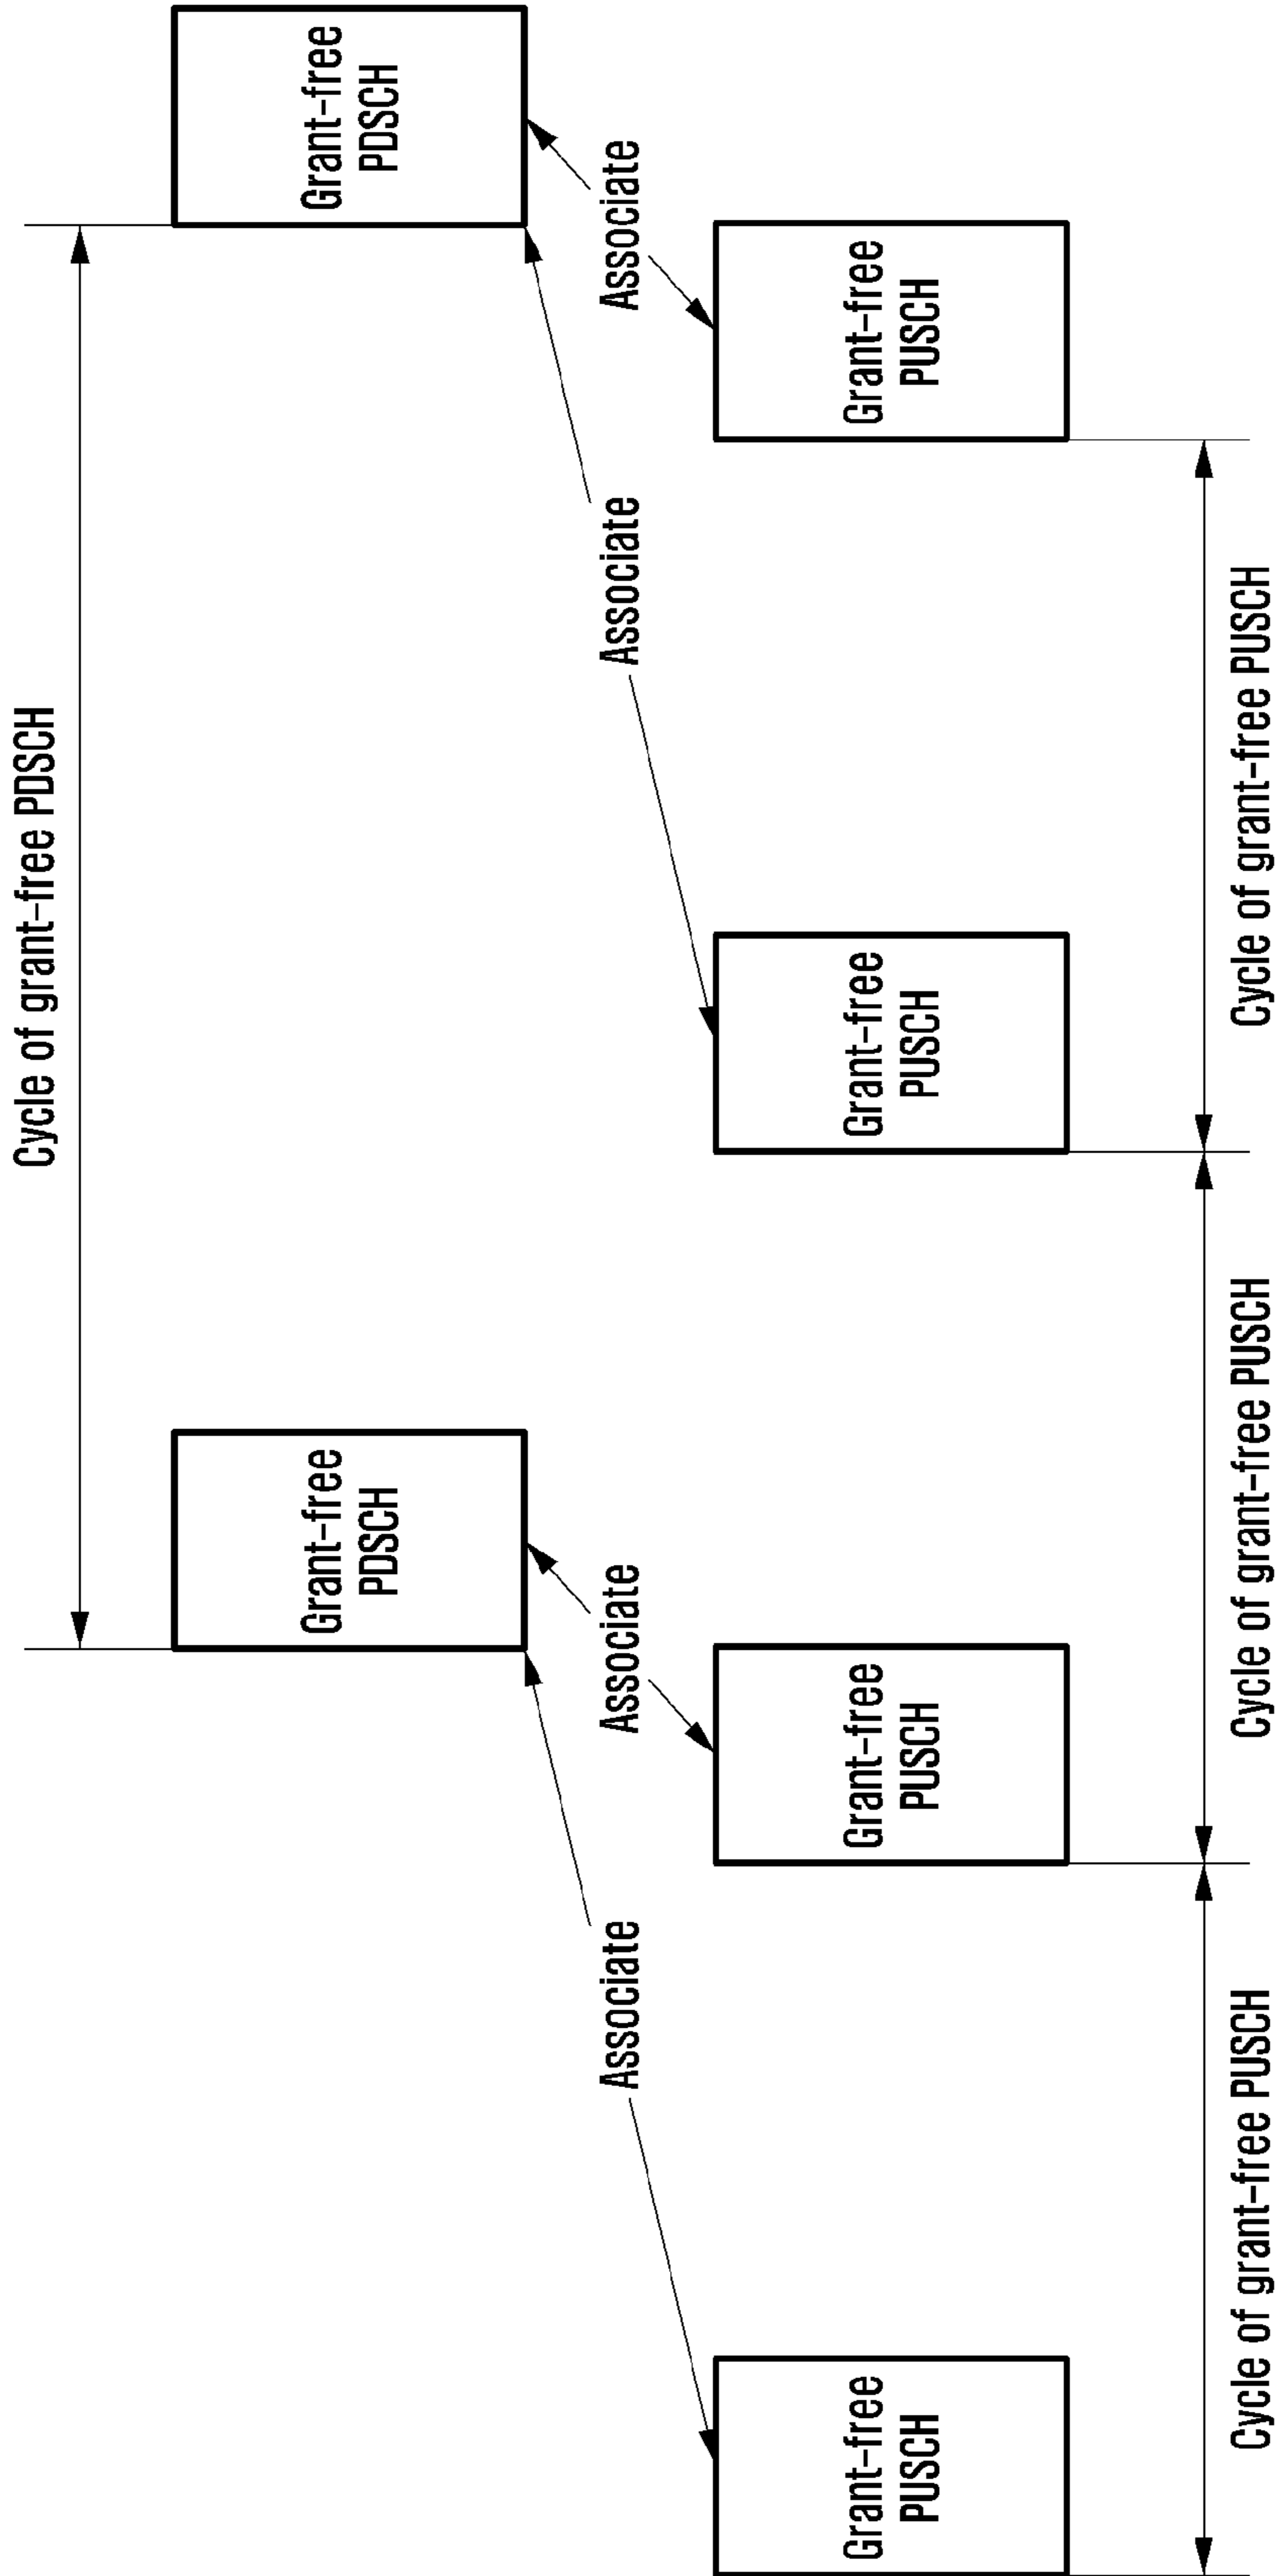 Cycle of grant-free PDSCH
Grant-free
PDSCH
Grant-free
PDSCH
Associate
Associate
Associate
Associate
Grant-free
PUSCH
Grant-free
PUSCH
Grant-free
PUSCH
Grant-free
PUSCH
Cycle of grant-free PUSCH
Cycle of grant-free PUSCH
Cycle of grant-free PUSCH